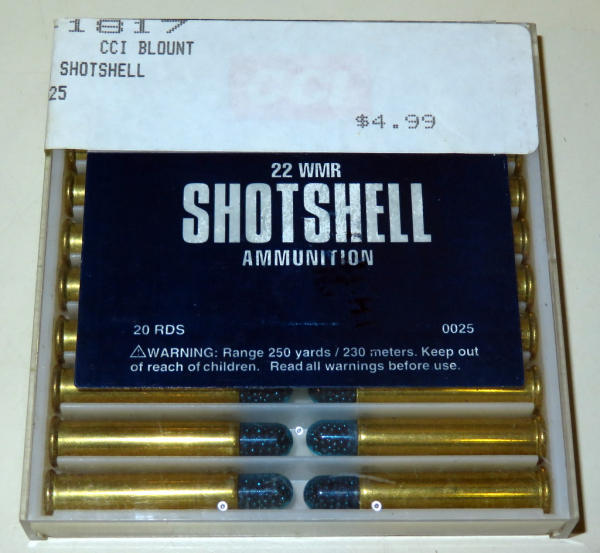 1817
CCI BLOUNT
SHOTSHELL
25
CCI
$4.99
22 WMR
SHOTSHELL
AMMUNITION
20 RDS 0025
⚠WARNING: Range 250 yards / 230 meters. Keep out
of reach of children. Read all warnings before use.